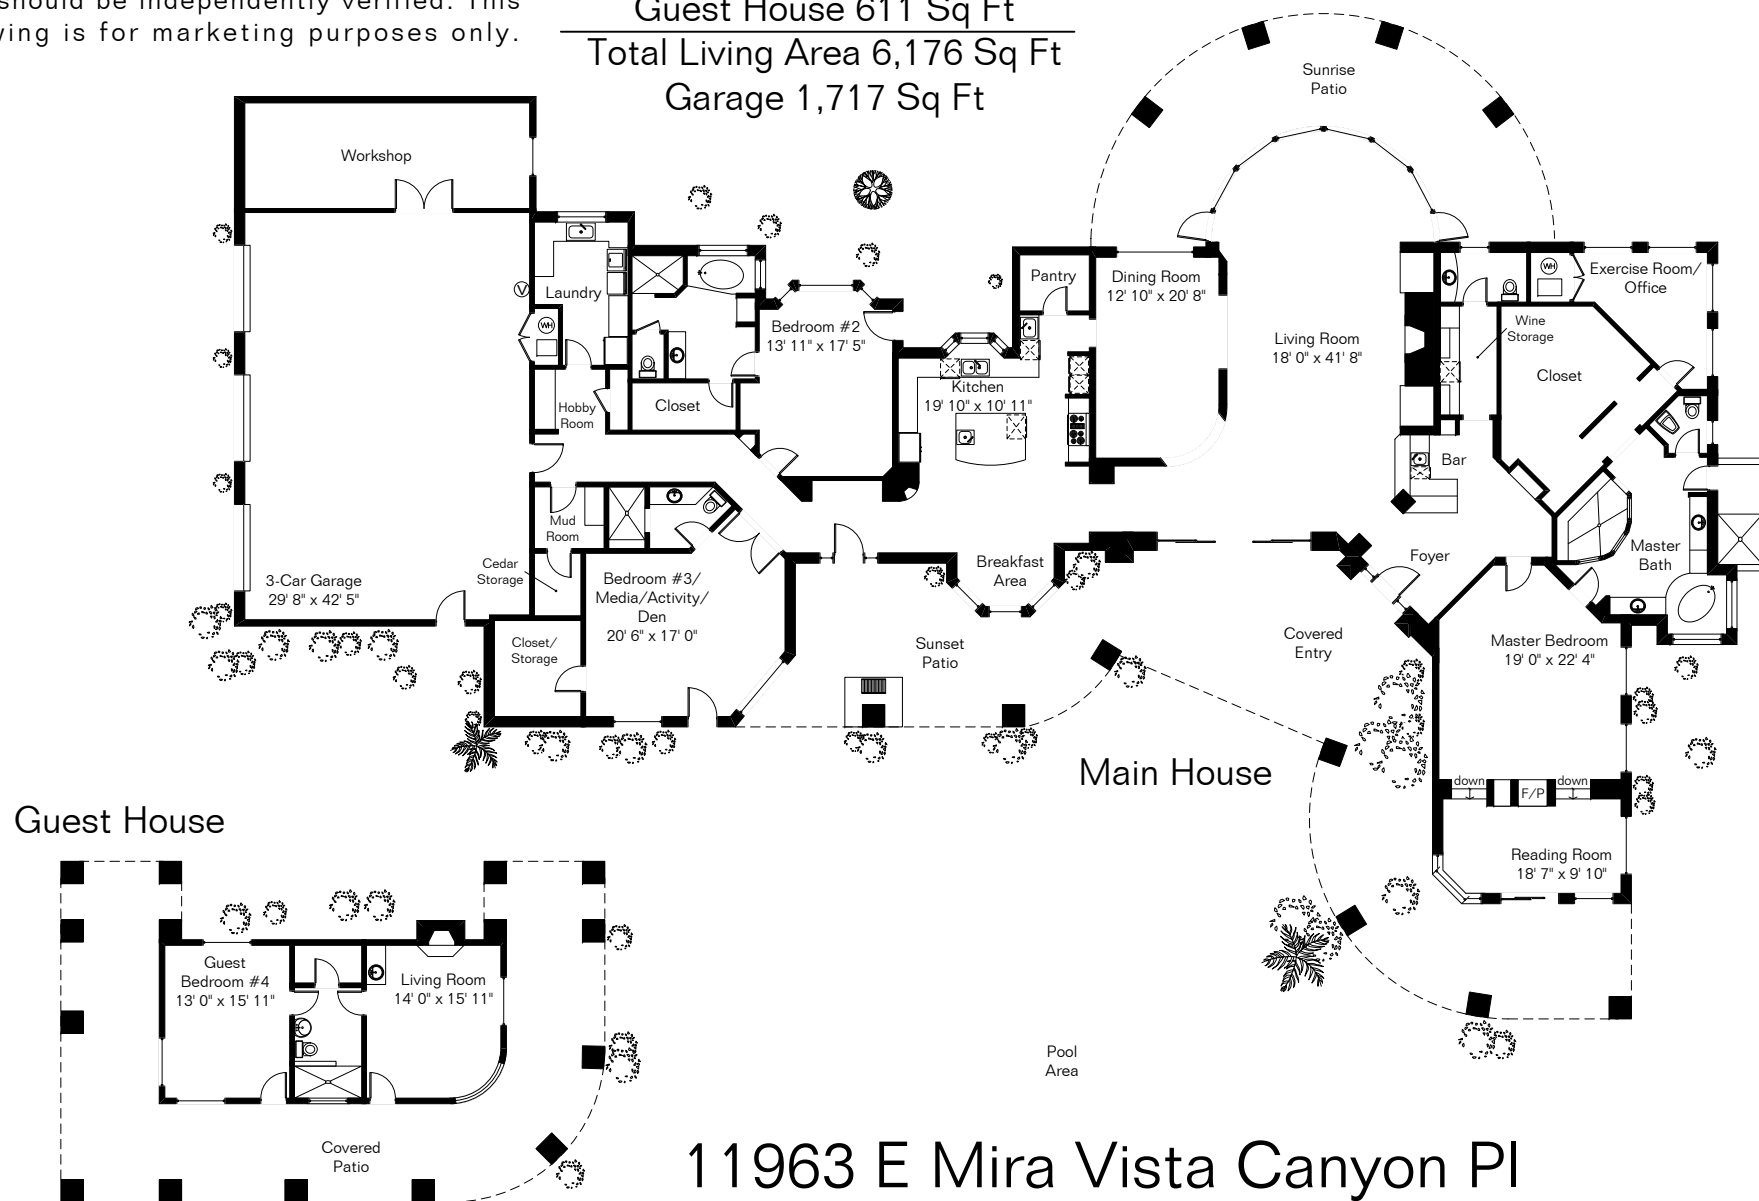 should be independently verified. This
wing is for marketing purposes only.
Guest House 611 Sq Ft
Total Living Area 6,176 Sq Ft
Garage 1,717 Sq Ft
Sunrise
Patio
Workshop
Laundry
WH
V
Hobby
Room
Closet
Bedroom #2
13' 11" x 17' 5"
Pantry
Kitchen
19' 10" x 10' 11"
Dining Room
12' 10" x 20' 8"
Living Room
18' 0" x 41' 8"
Wine
Storage
WH
Exercise Room/
Office
Closet
Bar
Foyer
Master
Bath
3-Car Garage
29' 8" x 42' 5"
Mud
Room
Cedar
Storage
Closet/
Storage
Bedroom #3/
Media/Activity/
Den
20' 6" x 17' 0"
Breakfast
Area
Sunset
Patio
Covered
Entry
Master Bedroom
19' 0" x 22' 4"
down
F/P
down
Reading Room
18' 7" x 9' 10"
Main House
Guest House
Guest
Bedroom #4
13' 0" x 15' 11"
Living Room
14' 0" x 15' 11"
Covered
Patio
Pool
Area
11963 E Mira Vista Canyon Pl